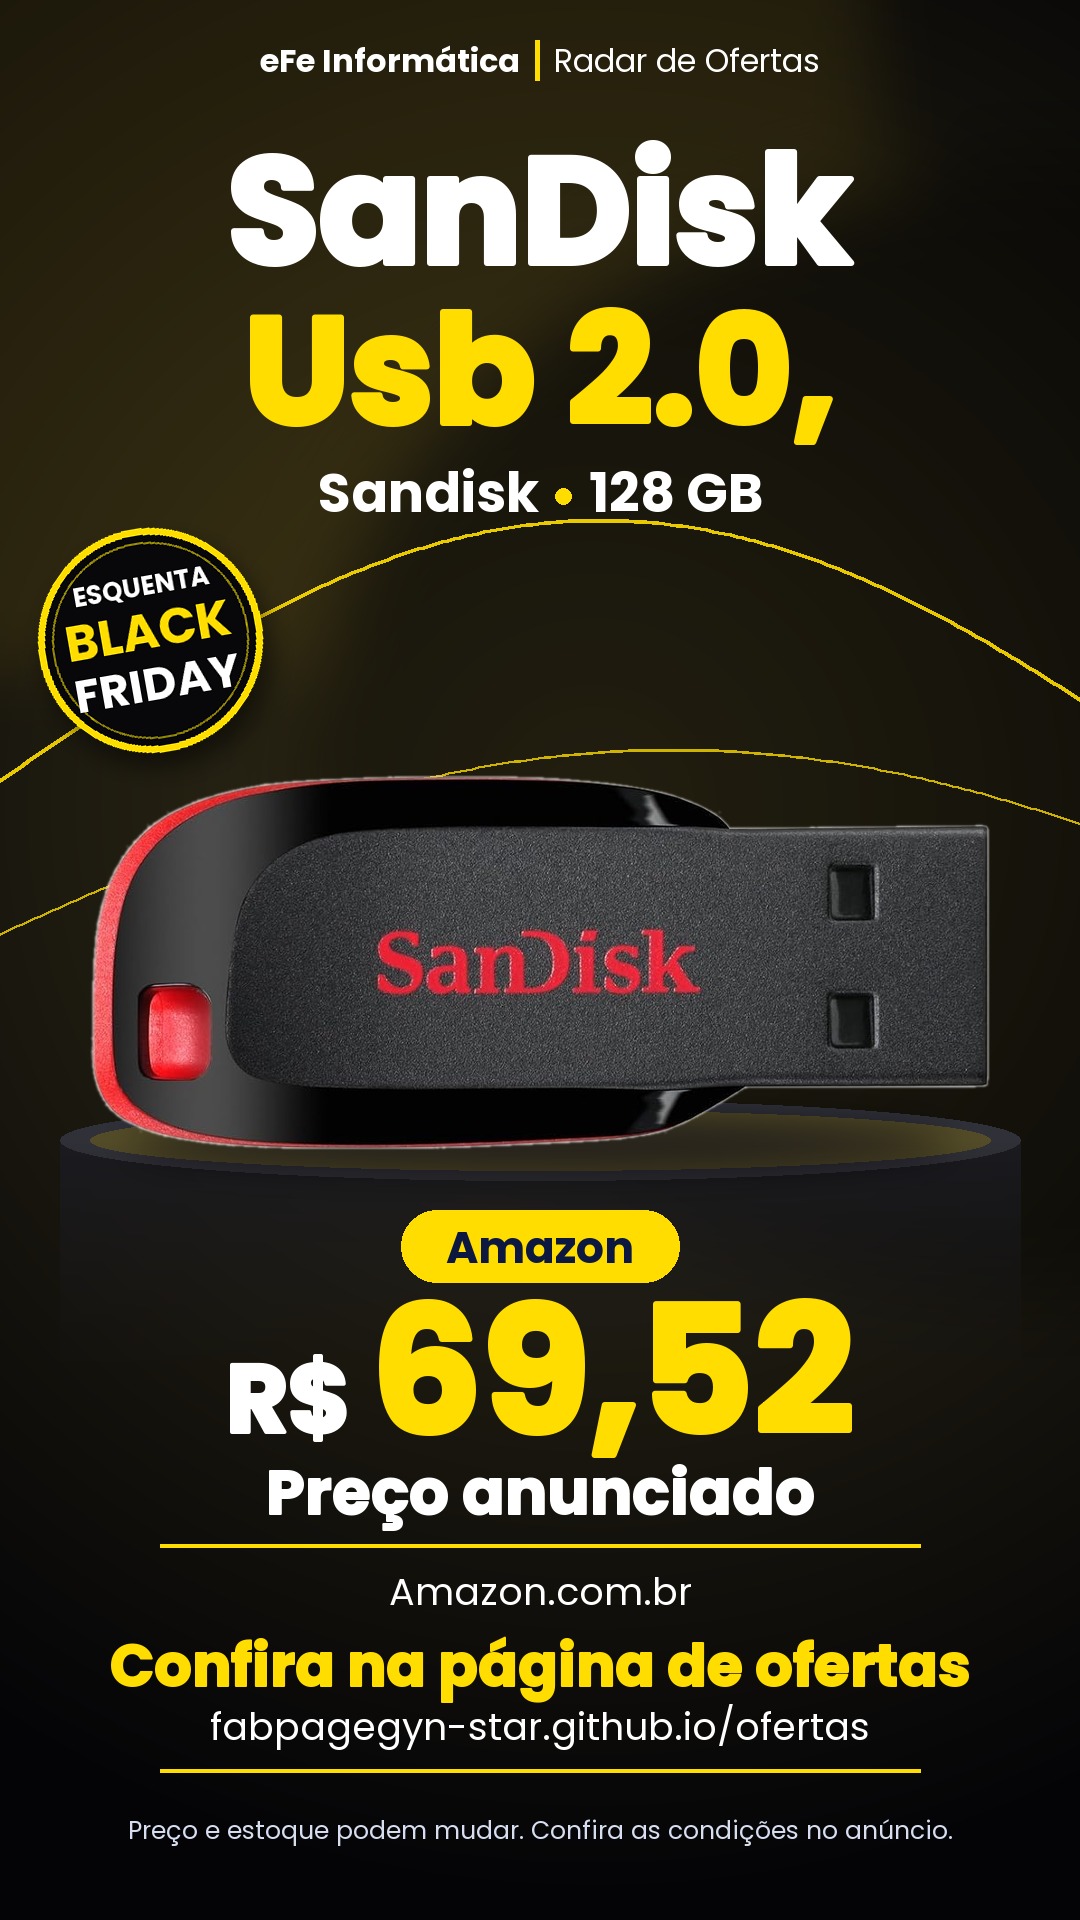 eFe Informática | Radar de Ofertas
SanDisk
Usb 2.0,
Sandisk • 128 GB
ESQUENTA
BLACK
FRIDAY
SanDisk
Amazon
R$ 69,52
Preço anunciado
Amazon.com.br
Confira na página de ofertas
fabpagegyn-star.github.io/ofertas
Preço e estoque podem mudar. Confira as condições no anúncio.